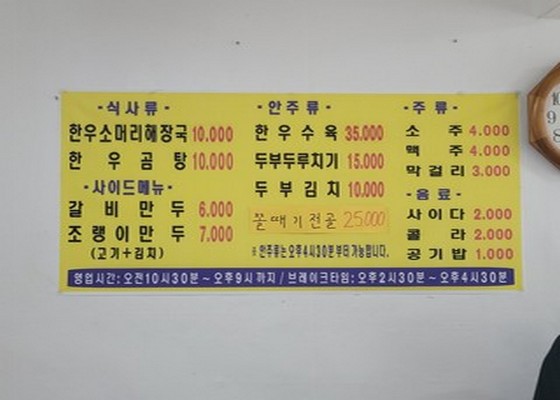 -식사류-
한우소머리해장국 10.000
한우곰탕 10.000
-사이드메뉴-
갈비만두 6.000
조랭이만두 7.000
(고기+김치)
-안주류-
한우수육 35.000
두부두루치기 15.000
두부김치 10.000
쫄때기전골 25.000
※ 안주류는 오후4시30분 부터 가능합니다.
-주류-
소주 4.000
맥주 4.000
막걸리 3.000
-음료-
사이다 2.000
콜라 2.000
공기밥 1.000
영업시간: 오전10시30분 ~ 오후9시 까지 / 브레이크타임: 오후2시30분 ~ 오후4시30분
10
9
8